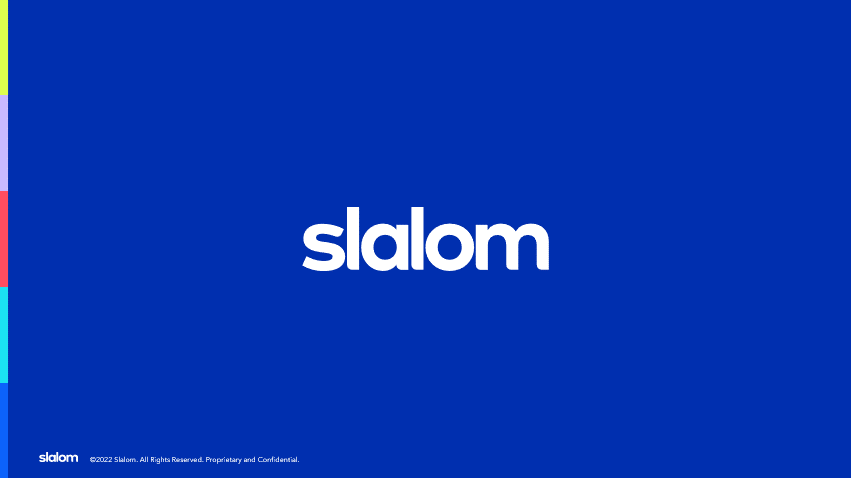 slalom
slalom ©2022 Slalom. All Rights Reserved. Proprietary and Confidential.